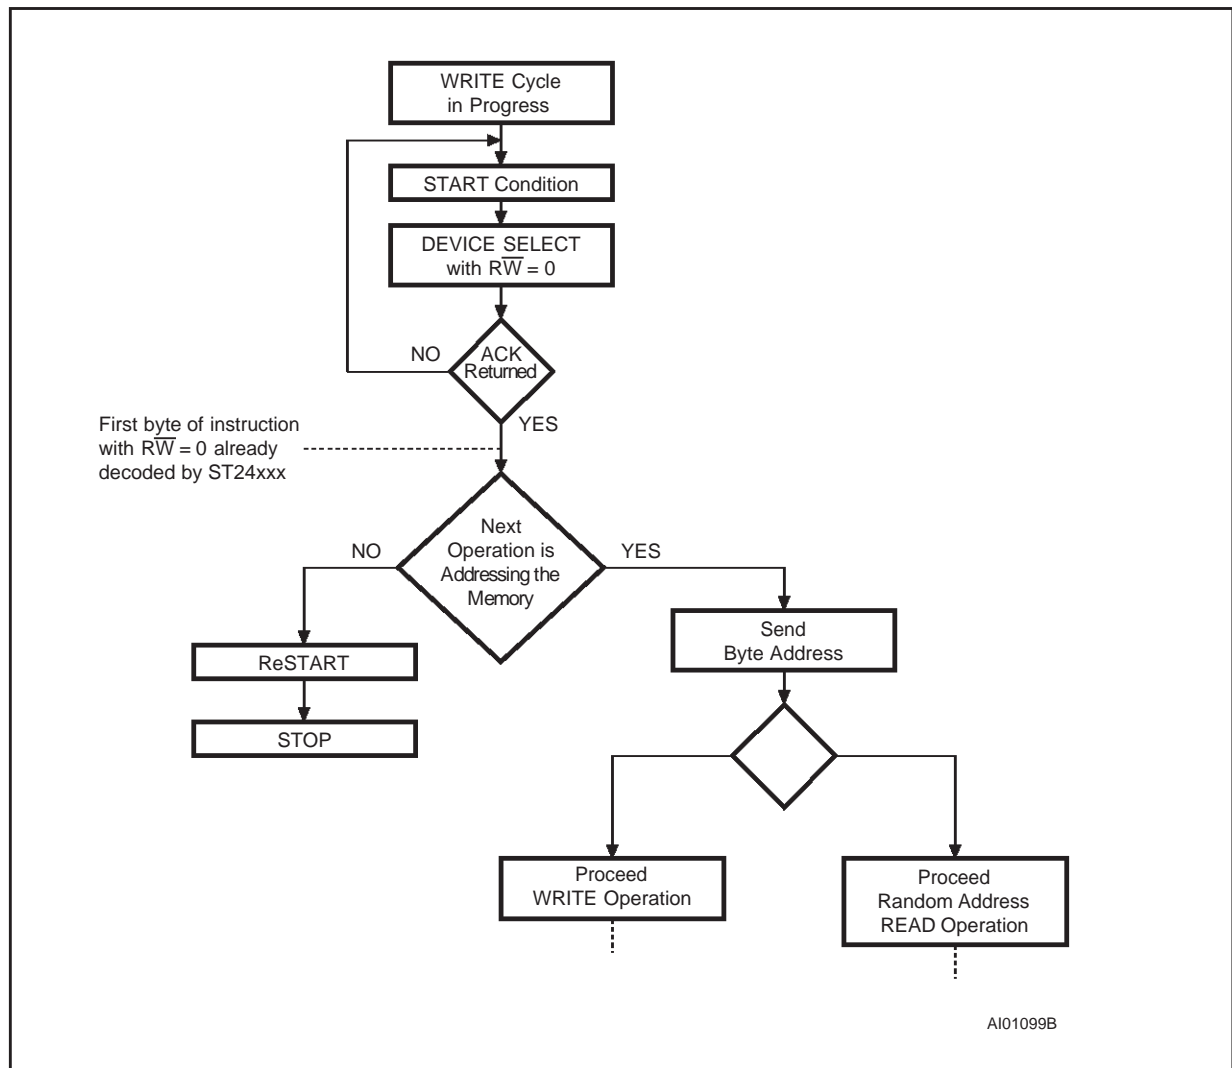 WRITE Cycle
in Progress
START Condition
DEVICE SELECT
with RW̅ = 0
NO
ACK
Returned
YES
First byte of instruction
with RW̅ = 0 already
decoded by ST24xxx
NO
Next
Operation is
Addressing the
Memory
YES
Send
Byte Address
ReSTART
STOP
Proceed
WRITE Operation
Proceed
Random Address
READ Operation
AI01099B